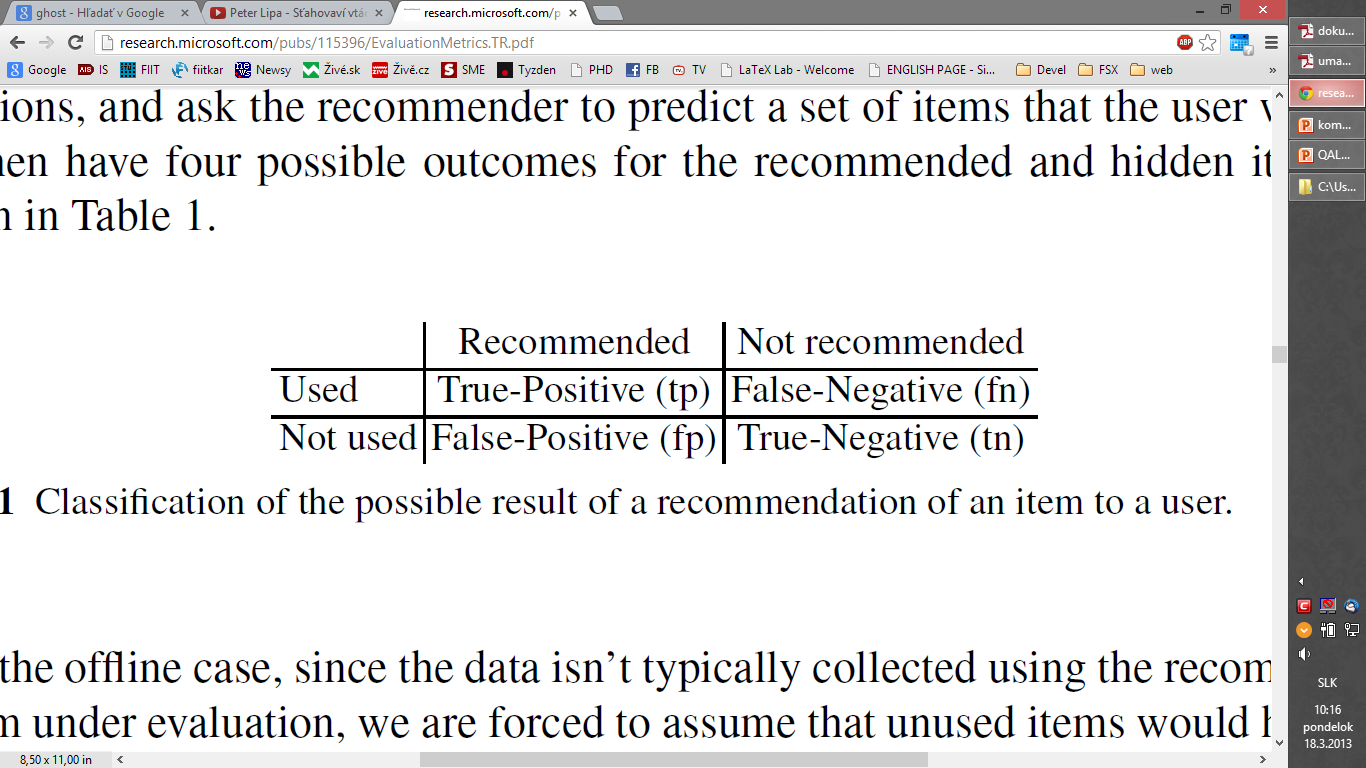 ghost - Hľadať v Google
Peter Lipa - Sťahovaví vtá
research.microsoft.com/p
research.microsoft.com/pubs/115396/EvaluationMetrics.TR.pdf
ABP
Google AIS IS FIIT fiitkar Newsy Živé.sk Živě.cz SME Tyzden PHD FB TV LaTeX Lab - Welcome ENGLISH PAGE - Si... Devel FSX web »
ions, and ask the recommender to predict a set of items that the user
hen have four possible outcomes for the recommended and hidden it
n in Table 1.
Recommended Not recommended
Used True-Positive (tp) False-Negative (fn)
Not used False-Positive (fp) True-Negative (tn)
1 Classification of the possible result of a recommendation of an item to a user.
the offline case, since the data isn't typically collected using the recom
m under evaluation, we are forced to assume that unused items would h
8,50 x 11,00 in
doku...
uma...
resea...
kom...
QAL...
C:\Us...
SLK
10:16
pondelok
18.3.2013